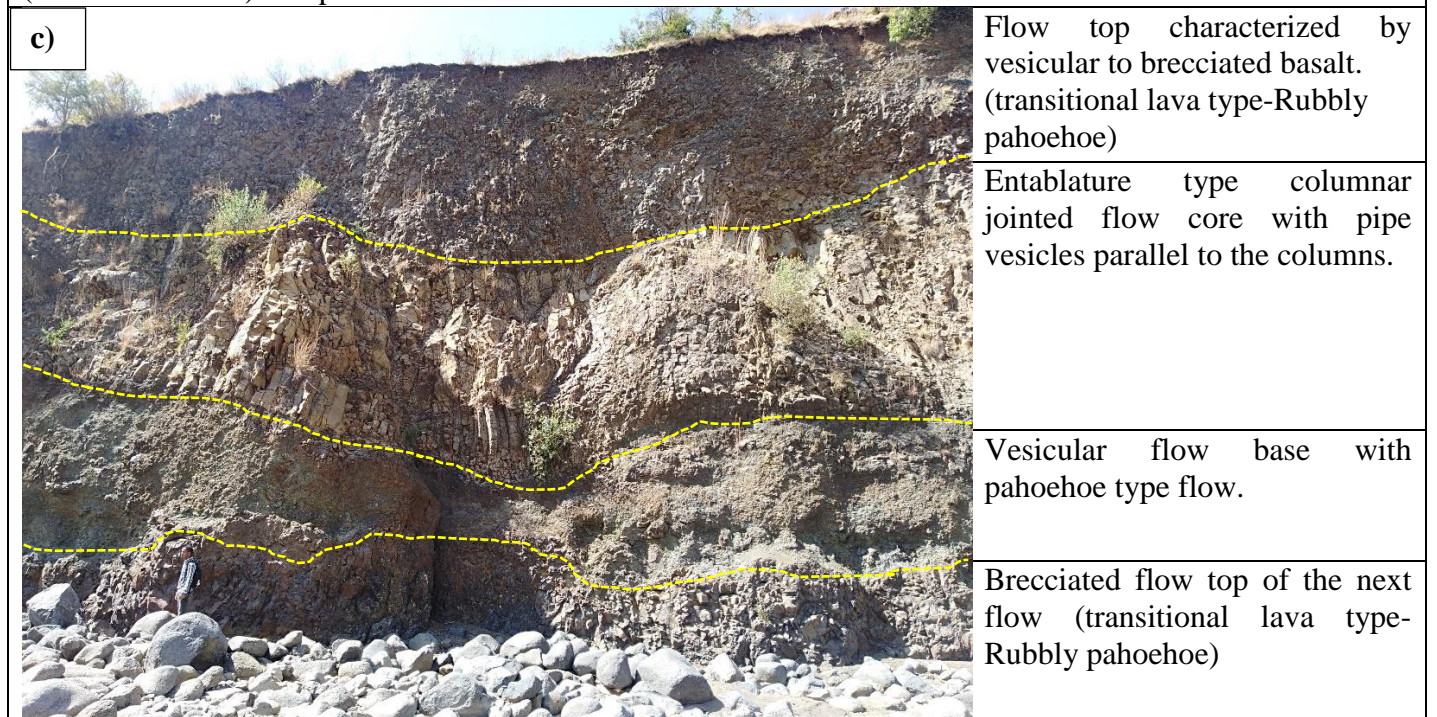 c)
Flow top characterized by
vesicular to brecciated basalt.
(transitional lava type-Rubbly
pahoehoe)
Entablature type columnar
jointed flow core with pipe
vesicles parallel to the columns.
Vesicular flow base with
pahoehoe type flow.
Brecciated flow top of the next
flow (transitional lava type-
Rubbly pahoehoe)